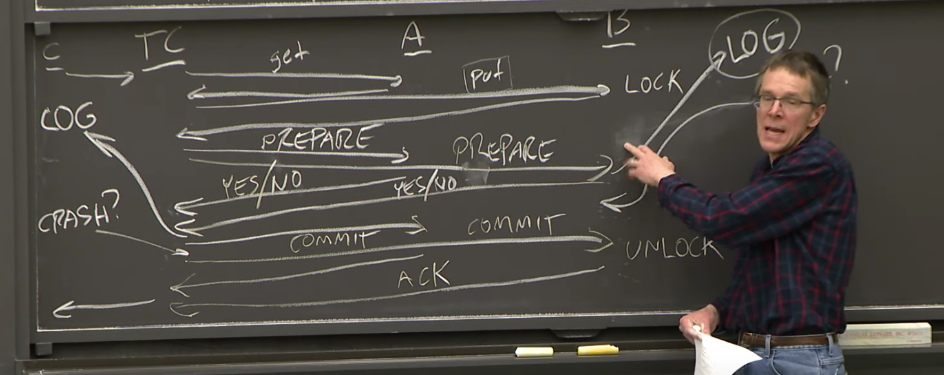 C TC A B LOG ?
get put LOCK
LOG
PREPARE PREPARE
YES/NO YES/NO
CRASH?
COMMIT COMMIT UNLOCK
ACK